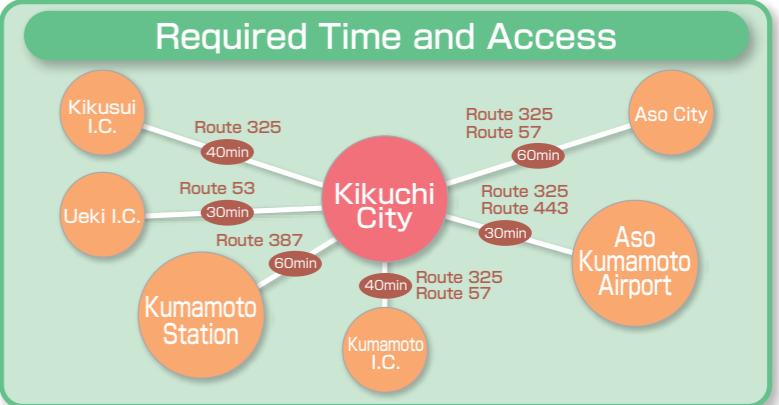 Required Time and Access
Kikusui
I.C.
Route 325
40min
Route 325
Route 57
60min
Aso City
Ueki I.C.
Route 53
30min
Kikuchi
City
Route 325
Route 443
30min
Aso
Kumamoto
Airport
Route 387
60min
Kumamoto
Station
40min
Route 325
Route 57
Kumamoto
I.C.